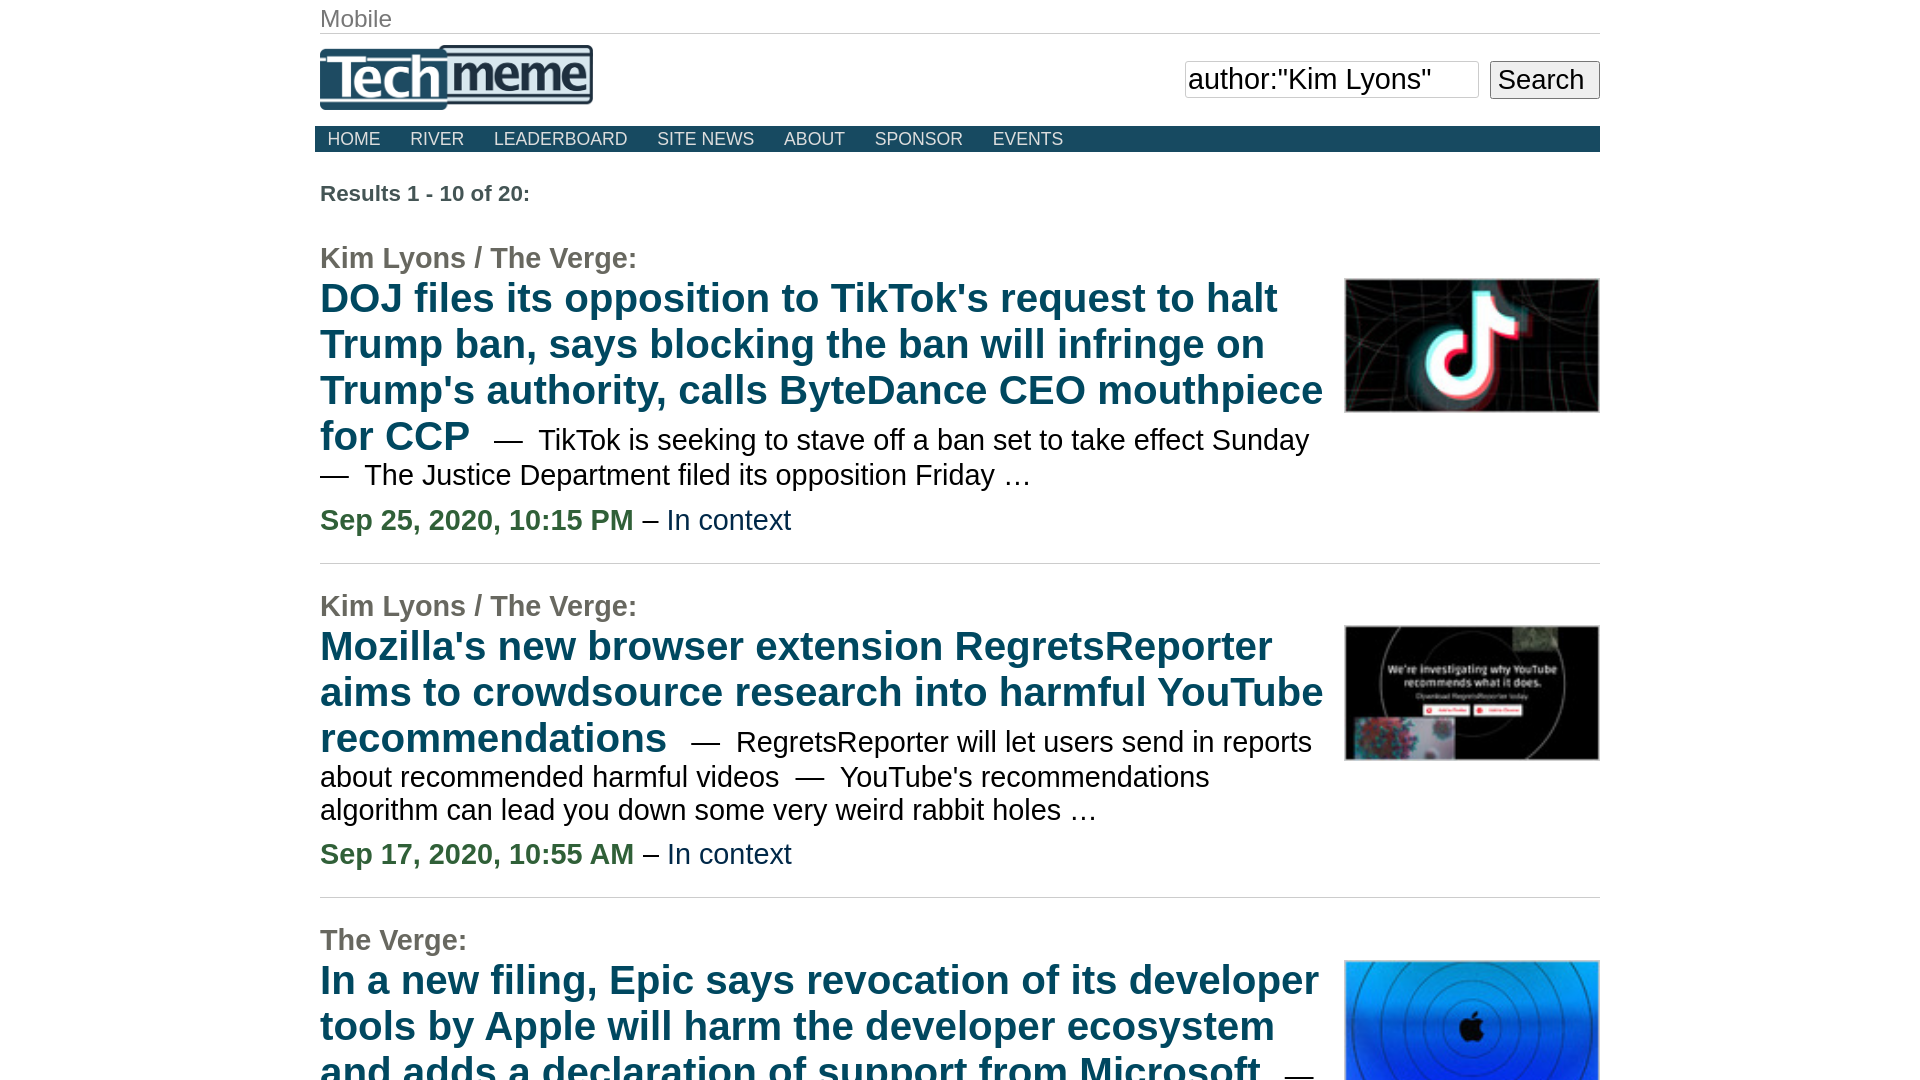 Mobile
Techmeme
author:"Kim Lyons"
Search
HOME RIVER LEADERBOARD SITE NEWS ABOUT SPONSOR EVENTS
Results 1 - 10 of 20:
Kim Lyons / The Verge:
DOJ files its opposition to TikTok's request to halt
Trump ban, says blocking the ban will infringe on
Trump's authority, calls ByteDance CEO mouthpiece
for CCP — TikTok is seeking to stave off a ban set to take effect Sunday
— The Justice Department filed its opposition Friday …
Sep 25, 2020, 10:15 PM – In context
Kim Lyons / The Verge:
Mozilla's new browser extension RegretsReporter
aims to crowdsource research into harmful YouTube
recommendations — RegretsReporter will let users send in reports
about recommended harmful videos — YouTube's recommendations
algorithm can lead you down some very weird rabbit holes …
Sep 17, 2020, 10:55 AM – In context
We're investigating why YouTube
recommends what it does.
Download RegretsReporter today.
The Verge:
In a new filing, Epic says revocation of its developer
tools by Apple will harm the developer ecosystem
and adds a declaration of support from Microsoft —